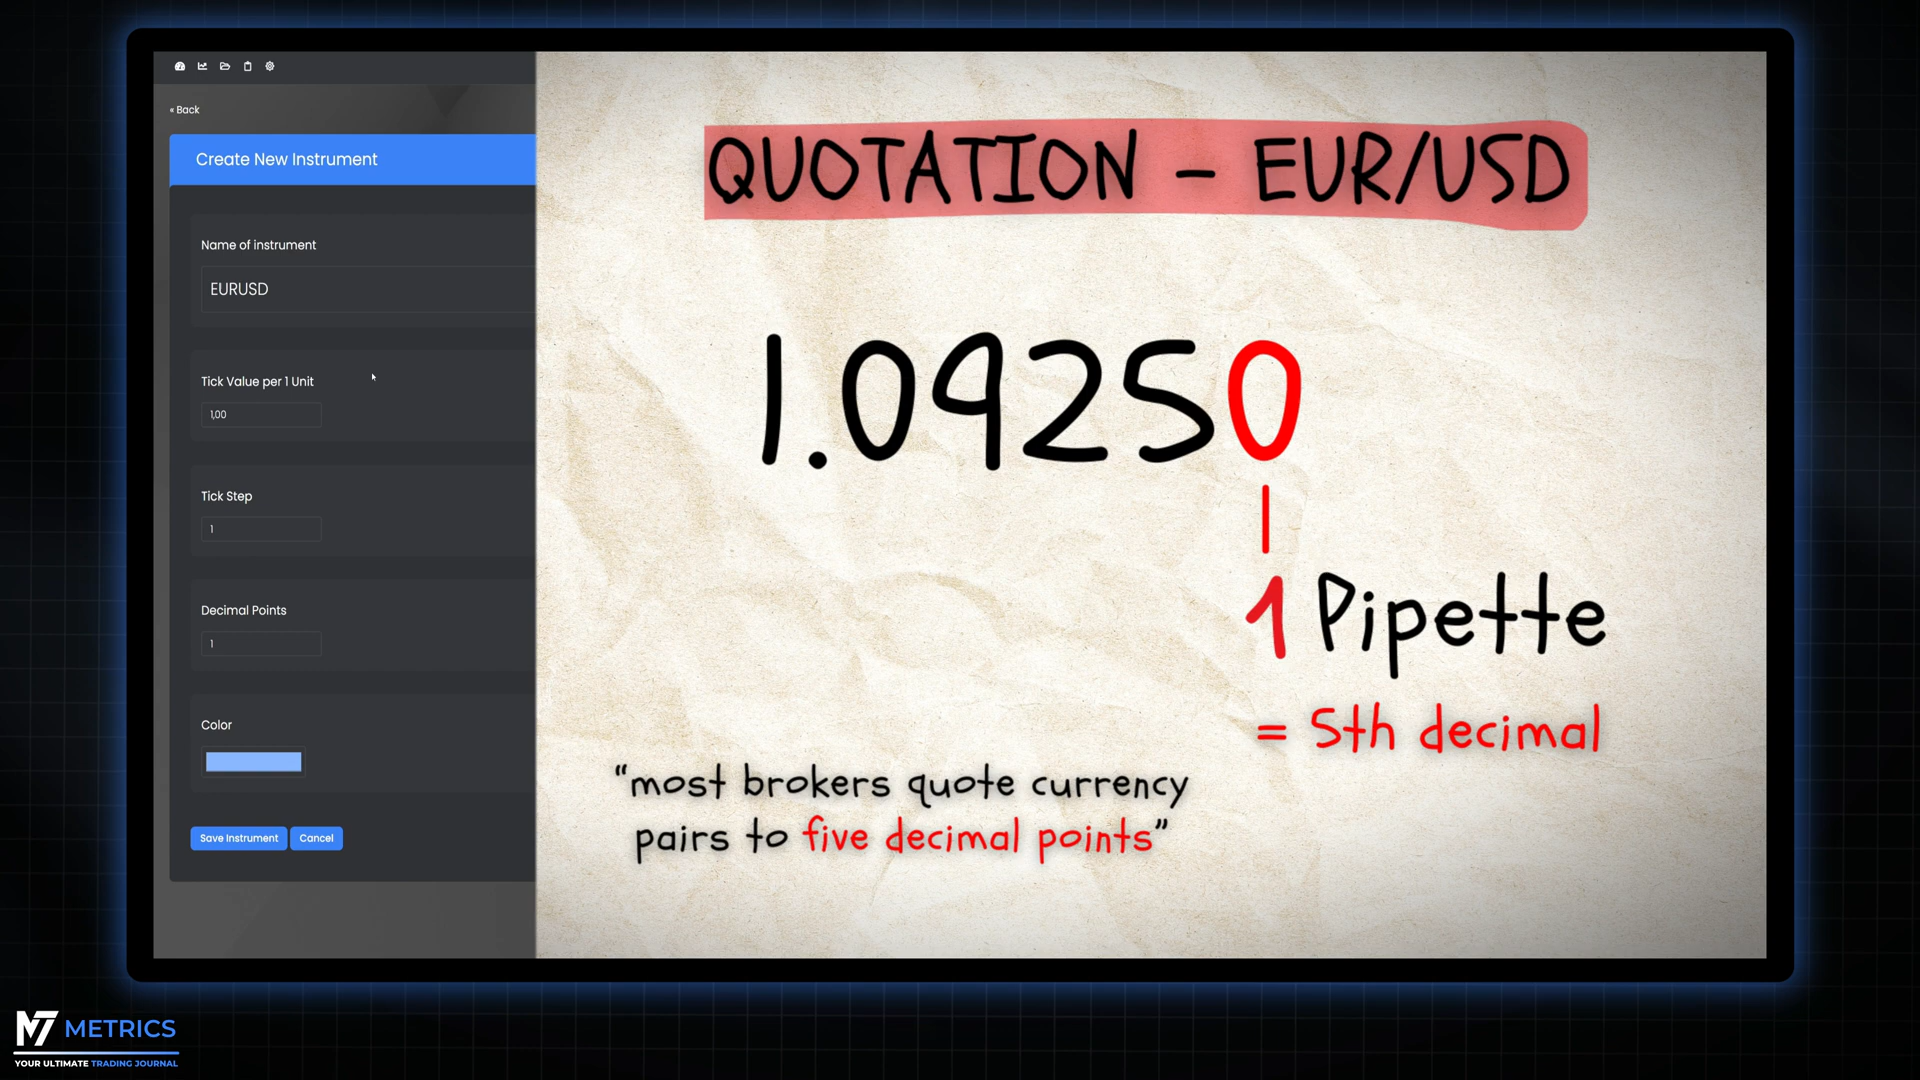 « Back
Create New Instrument
Name of instrument
EURUSD
Tick Value per 1 Unit
1,00
Tick Step
1
Decimal Points
1
Color
Save Instrument
Cancel
QUOTATION - EUR/USD
1.09250
1 Pipette
= 5th decimal
"most brokers quote currency
pairs to five decimal points"
METRICS
YOUR ULTIMATE TRADING JOURNAL